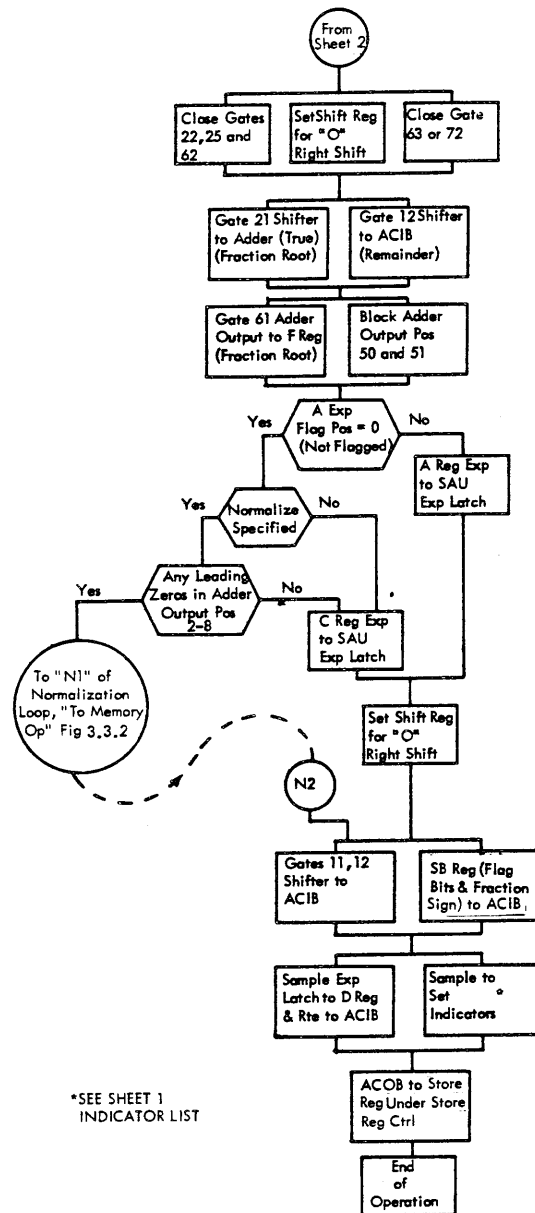 From
Sheet 2
Close Gates
22,25 and
62
SetShift Reg
for "O"
Right Shift
Close Gate
63 or 72
Gate 21 Shifter
to Adder (True)
(Fraction Root)
Gate 12 Shifter
to ACIB
(Remainder)
Gate 61 Adder
Output to F Reg
(Fraction Root)
Block Adder
Output Pos
50 and 51
Yes
A Exp
Flag Pos = 0
(Not Flagged)
No
A Reg Exp
to SAU
Exp Latch
Yes
Normalize
Specified
No
Yes
Any Leading
Zeros in Adder
Output Pos
2-8
No
C Reg Exp
to SAU
Exp Latch
To "N1" of
Normalization
Loop, "To Memory
Op" Fig 3.3.2
Set Shift Reg
for "O"
Right Shift
N2
Gates 11,12
Shifter to
ACIB
SB Reg (Flag
Bits & Fraction
Sign) to ACIB
Sample Exp
Latch to D Reg
& Rte to ACIB
Sample to
Set *
Indicators
*SEE SHEET 1
INDICATOR LIST
ACOB to Store
Reg Under Store
Reg Ctrl
End
of
Operation